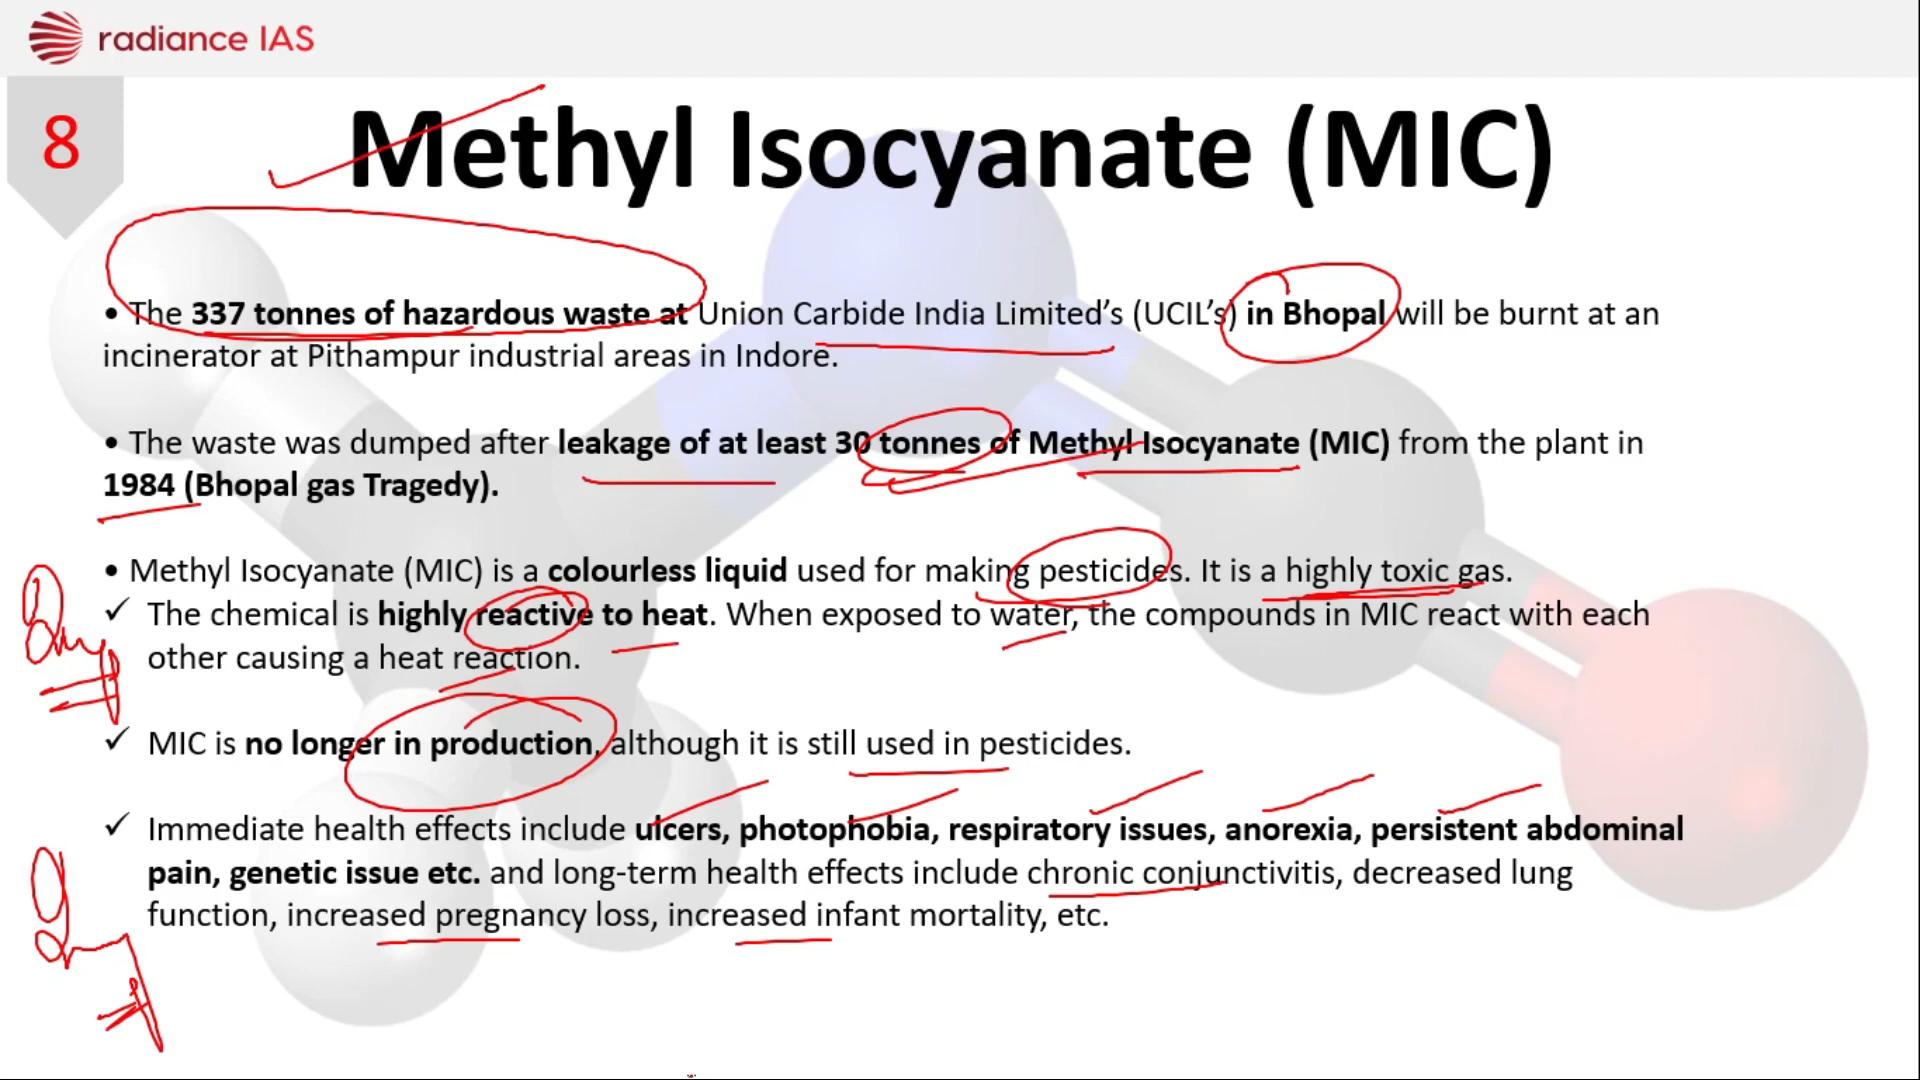 radiance IAS
8
Methyl Isocyanate (MIC)
• The 337 tonnes of hazardous waste at Union Carbide India Limited’s (UCIL’s) in Bhopal will be burnt at an
incinerator at Pithampur industrial areas in Indore.
• The waste was dumped after leakage of at least 30 tonnes of Methyl Isocyanate (MIC) from the plant in
1984 (Bhopal gas Tragedy).
• Methyl Isocyanate (MIC) is a colourless liquid used for making pesticides. It is a highly toxic gas.
✓ The chemical is highly reactive to heat. When exposed to water, the compounds in MIC react with each
other causing a heat reaction.
✓ MIC is no longer in production, although it is still used in pesticides.
✓ Immediate health effects include ulcers, photophobia, respiratory issues, anorexia, persistent abdominal
pain, genetic issue etc. and long-term health effects include chronic conjunctivitis, decreased lung
function, increased pregnancy loss, increased infant mortality, etc.